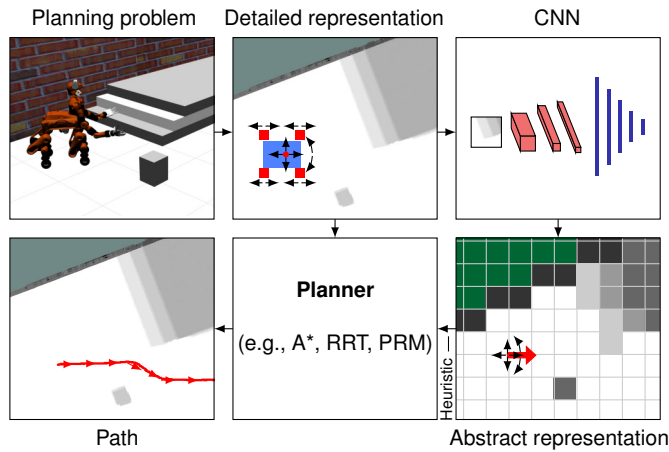 Planning problem
Detailed representation
CNN
Planner
(e.g., A*, RRT, PRM)
Heuristic
Path
Abstract representation